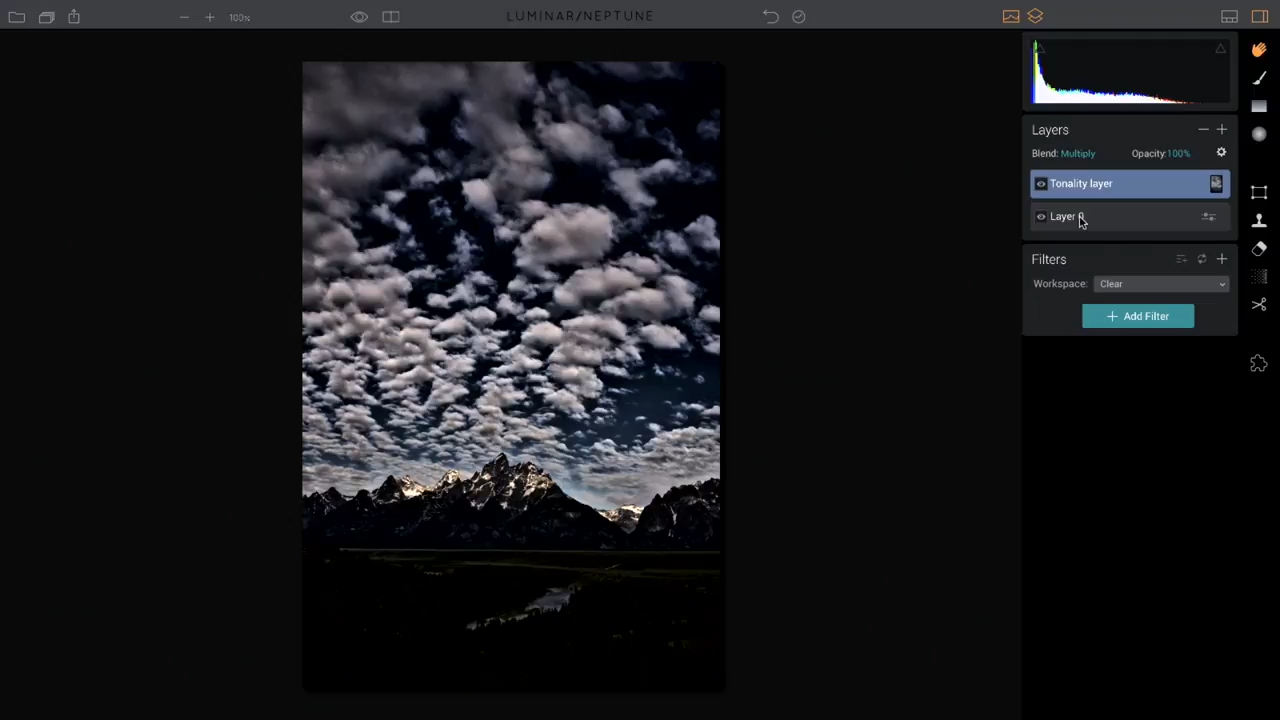 100%
LUMINAR/NEPTUNE
Layers
Blend: Multiply Opacity:100%
Tonality layer
Layer
Filters
Workspace: Clear
+ Add Filter